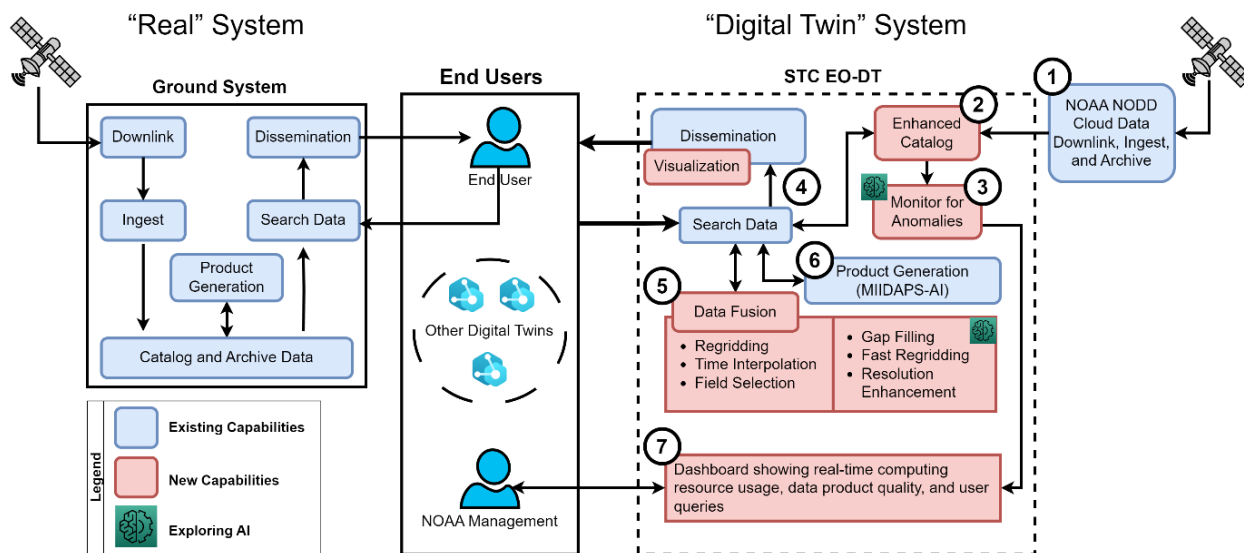 “Real” System
“Digital Twin” System
Ground System
End Users
STC EO-DT
Downlink
Dissemination
Ingest
Search Data
Product
Generation
Catalog and Archive Data
End User
Other Digital Twins
NOAA Management
Dissemination
Visualization
4
Search Data
1
NOAA NODD
Cloud Data
Downlink, Ingest,
and Archive
2
Enhanced
Catalog
3
Monitor for
Anomalies
6
Product Generation
(MIIDAPS-AI)
5
Data Fusion
• Regridding
• Time Interpolation
• Field Selection
• Gap Filling
• Fast Regridding
• Resolution
Enhancement
7
Dashboard showing real-time computing
resource usage, data product quality, and user
queries
Legend
Existing Capabilities
New Capabilities
Exploring AI